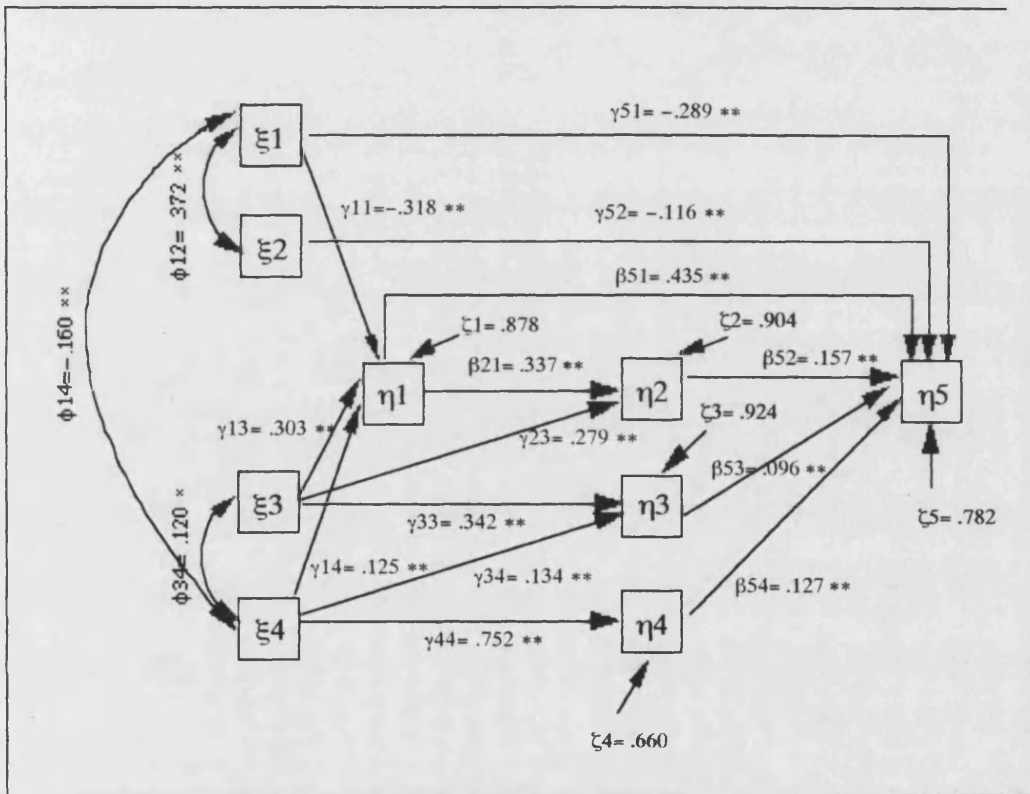 γ51= -.289 **
ξ1
φ12= .372 **
γ11=-.318 **
γ52= -.116 **
ξ2
β51= .435 **
φ14=-.160 **
ζ1= .878
ζ2= .904
β21= .337 **
β52= .157 **
η1
η2
η5
ζ3= .924
γ13= .303 **
γ23= .279 **
β53= .096 **
ξ3
η3
φ34= .120 *
γ33= .342 **
ζ5= .782
γ14= .125 **
γ34= .134 **
β54= .127 **
ξ4
η4
γ44= .752 **
ζ4= .660